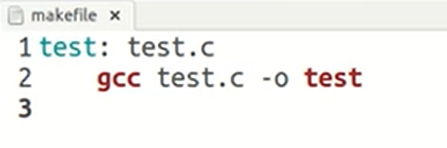 makefile ×
1 test: test.c
2     gcc test.c -o test
3